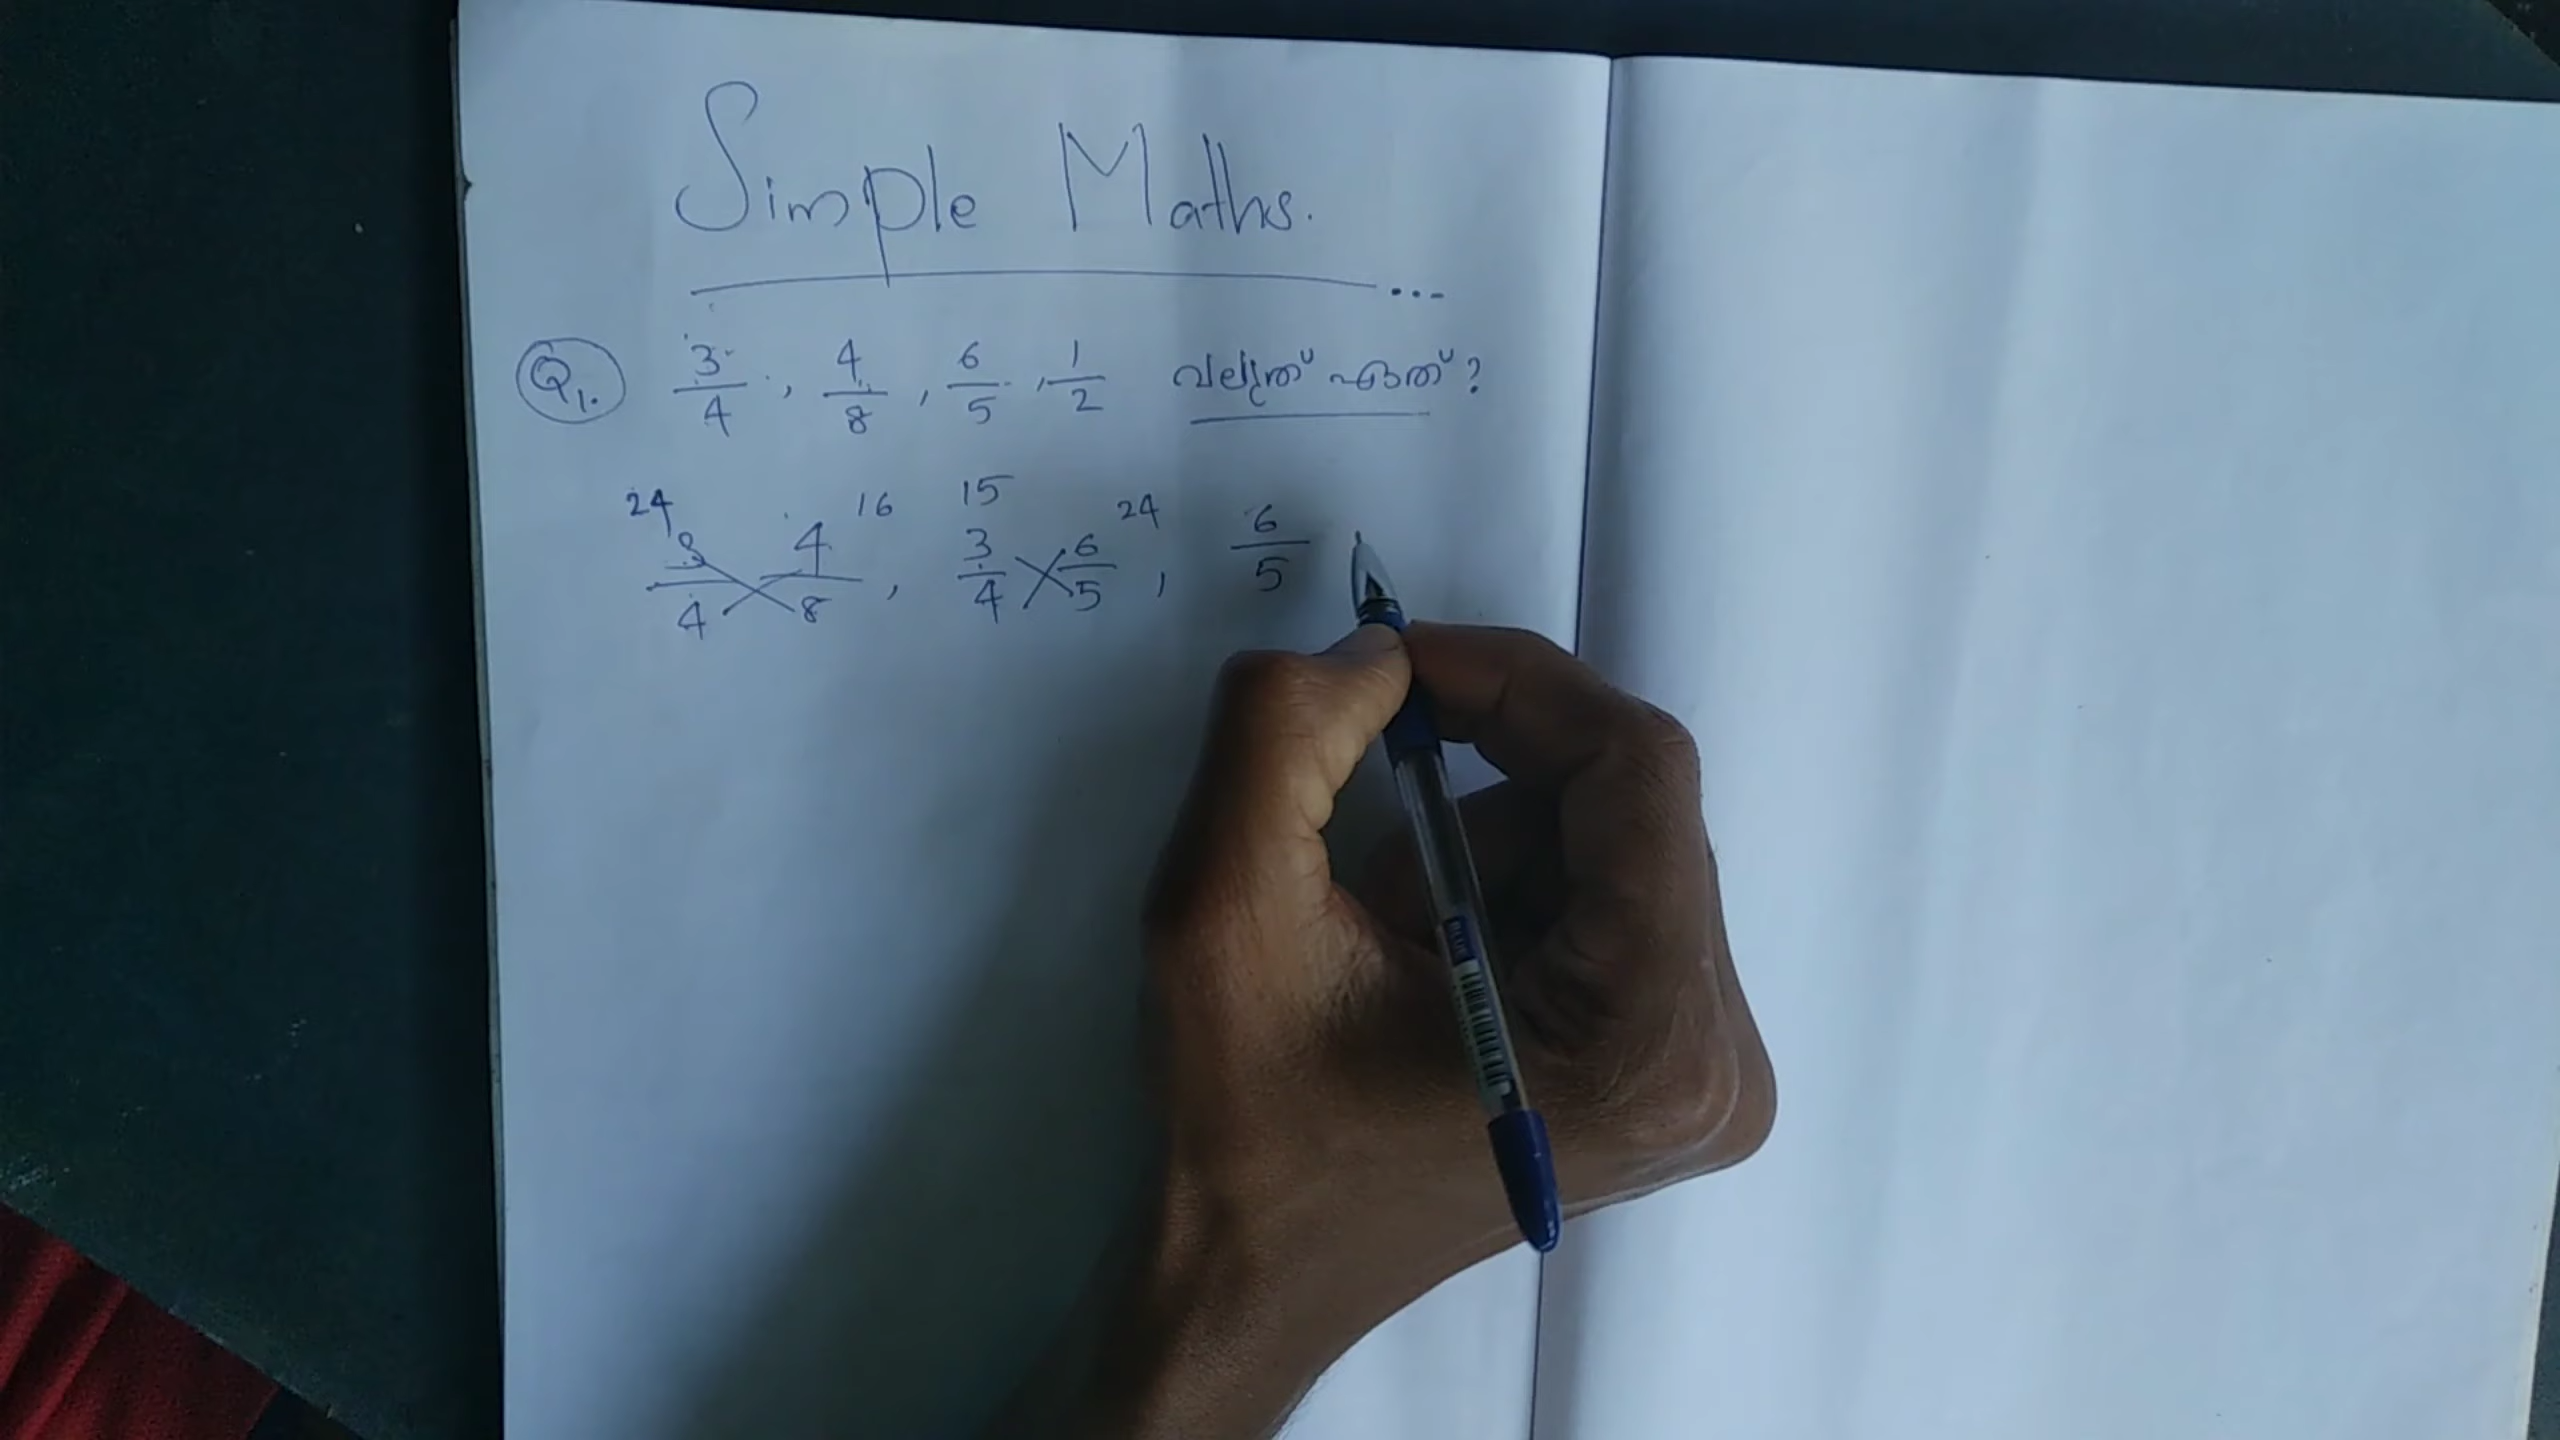 Simple Maths.
Q1. 3/4, 4/8, 6/5, 1/2 വലുത് ഏത്?
24 16 15 24
3/4 4/8, 3/4 6/5, 6/5
BLUE